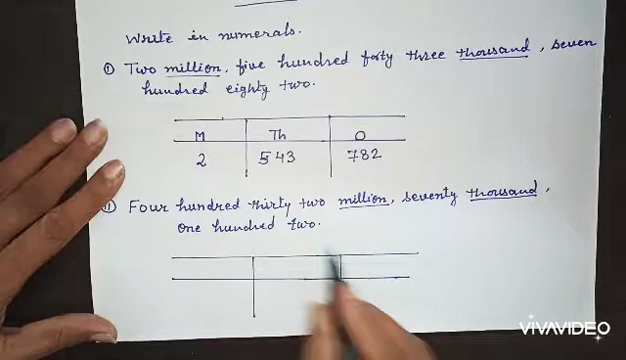 Write in numerals.
① Two million, five hundred forty three thousand, seven
hundred eighty two.
M Th O
2 543 782
⑪ Four hundred thirty two million, seventy thousand,
one hundred two.
VIVAVIDEO